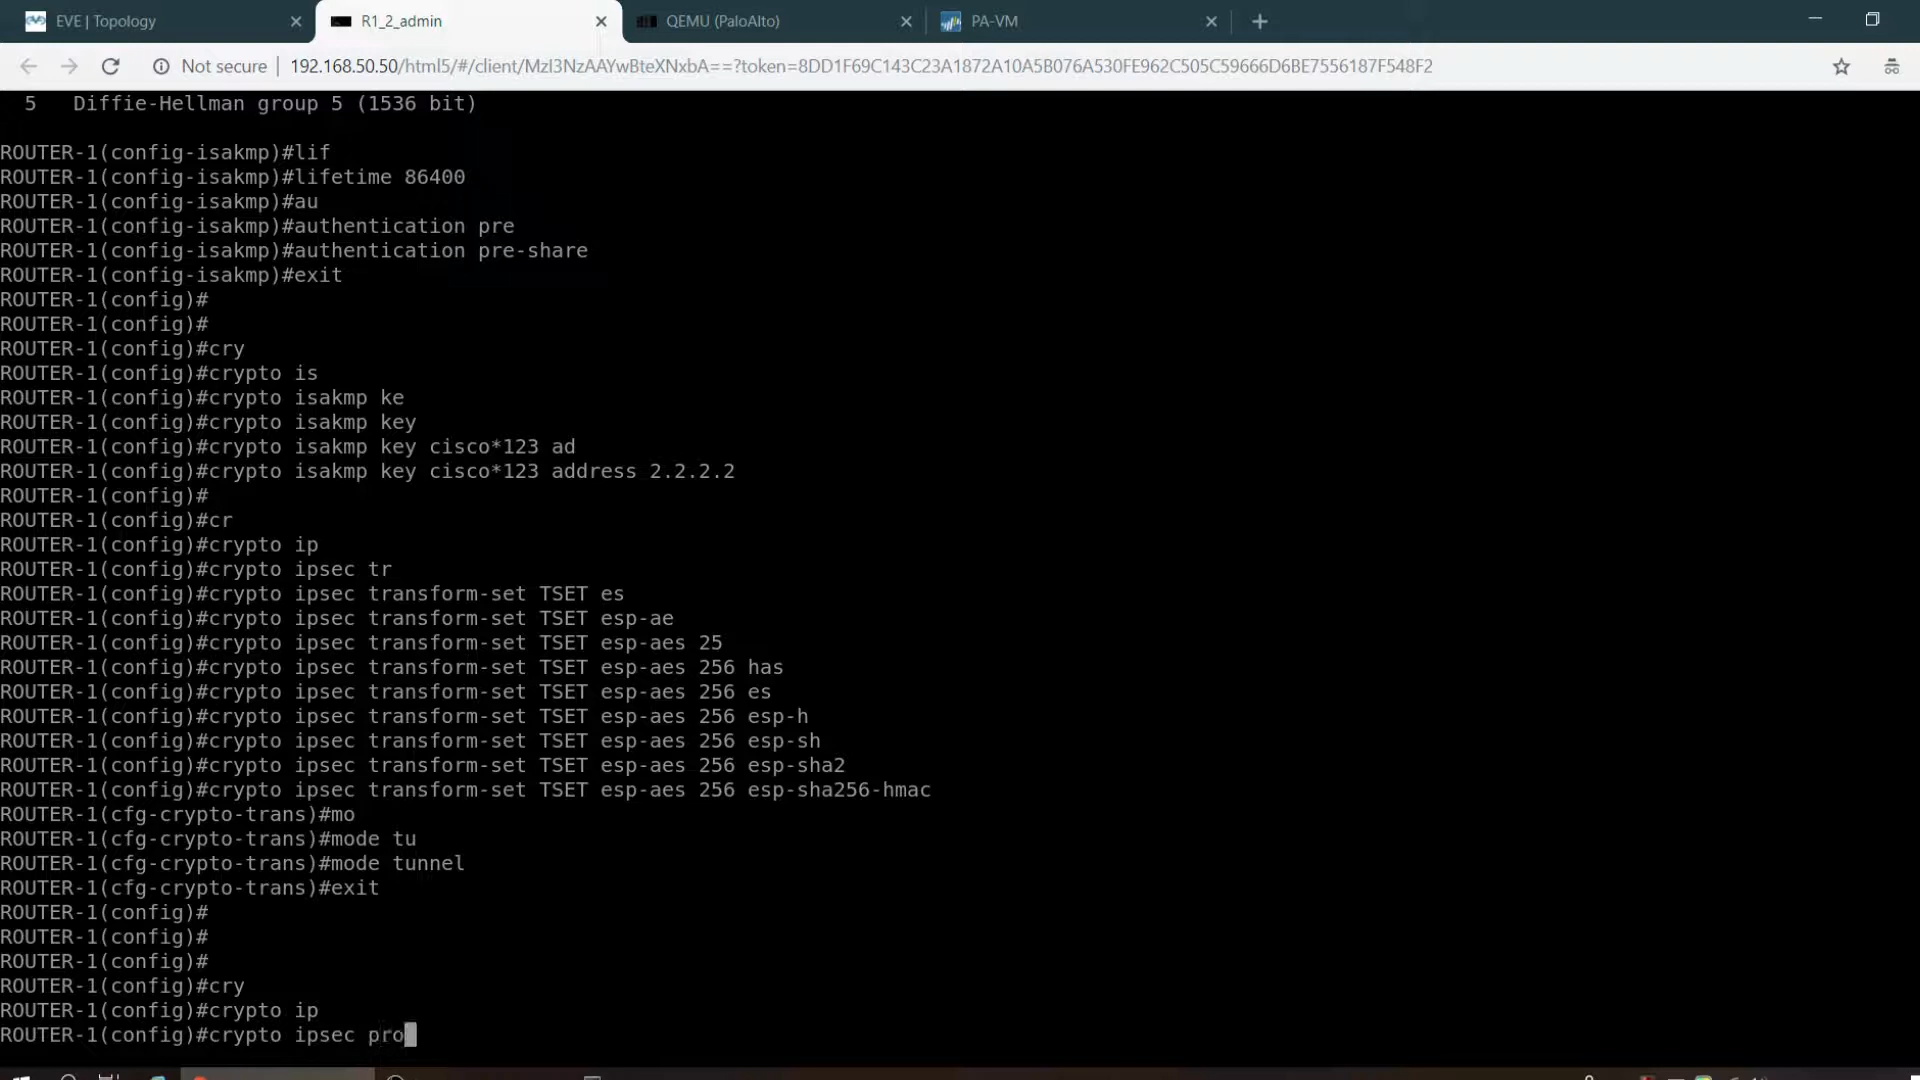 EVE | Topology
R1_2_admin
QEMU (PaloAlto)
PA-VM
Not secure | 192.168.50.50/html5/#/client/MzI3NzAAYwBteXNxbA==?token=8DD1F69C143C23A1872A10A5B076A530FE962C505C59666D6BE7556187F548F2
5 Diffie-Hellman group 5 (1536 bit)
ROUTER-1(config-isakmp)#lif
ROUTER-1(config-isakmp)#lifetime 86400
ROUTER-1(config-isakmp)#au
ROUTER-1(config-isakmp)#authentication pre
ROUTER-1(config-isakmp)#authentication pre-share
ROUTER-1(config-isakmp)#exit
ROUTER-1(config)#
ROUTER-1(config)#
ROUTER-1(config)#cry
ROUTER-1(config)#crypto is
ROUTER-1(config)#crypto isakmp ke
ROUTER-1(config)#crypto isakmp key
ROUTER-1(config)#crypto isakmp key cisco*123 ad
ROUTER-1(config)#crypto isakmp key cisco*123 address 2.2.2.2
ROUTER-1(config)#
ROUTER-1(config)#cr
ROUTER-1(config)#crypto ip
ROUTER-1(config)#crypto ipsec tr
ROUTER-1(config)#crypto ipsec transform-set TSET es
ROUTER-1(config)#crypto ipsec transform-set TSET esp-ae
ROUTER-1(config)#crypto ipsec transform-set TSET esp-aes 25
ROUTER-1(config)#crypto ipsec transform-set TSET esp-aes 256 has
ROUTER-1(config)#crypto ipsec transform-set TSET esp-aes 256 es
ROUTER-1(config)#crypto ipsec transform-set TSET esp-aes 256 esp-h
ROUTER-1(config)#crypto ipsec transform-set TSET esp-aes 256 esp-sh
ROUTER-1(config)#crypto ipsec transform-set TSET esp-aes 256 esp-sha2
ROUTER-1(config)#crypto ipsec transform-set TSET esp-aes 256 esp-sha256-hmac
ROUTER-1(cfg-crypto-trans)#mo
ROUTER-1(cfg-crypto-trans)#mode tu
ROUTER-1(cfg-crypto-trans)#mode tunnel
ROUTER-1(cfg-crypto-trans)#exit
ROUTER-1(config)#
ROUTER-1(config)#
ROUTER-1(config)#
ROUTER-1(config)#cry
ROUTER-1(config)#crypto ip
ROUTER-1(config)#crypto ipsec pro